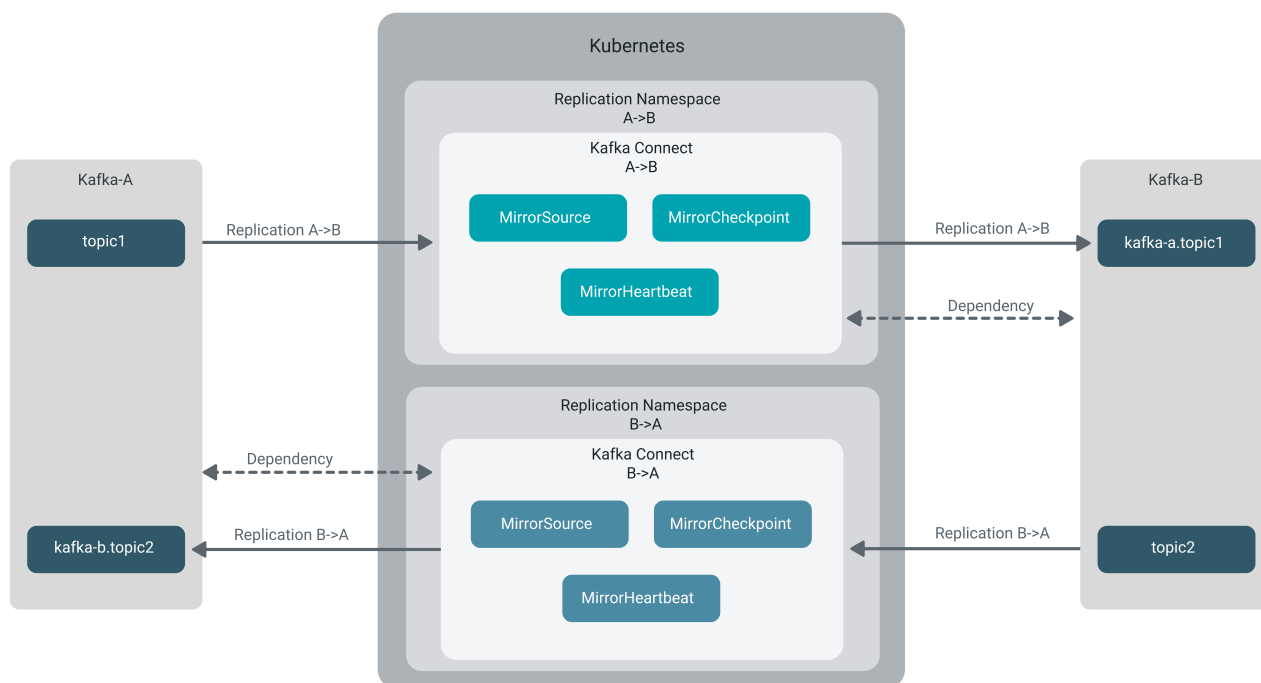 Kubernetes
Replication Namespace
A->B
Kafka Connect
A->B
MirrorSource
MirrorCheckpoint
MirrorHeartbeat
Kafka-A
topic1
Replication A->B
Replication A->B
Kafka-B
kafka-a.topic1
Dependency
Replication Namespace
B->A
Kafka Connect
B->A
MirrorSource
MirrorCheckpoint
MirrorHeartbeat
Dependency
kafka-b.topic2
Replication B->A
Replication B->A
topic2